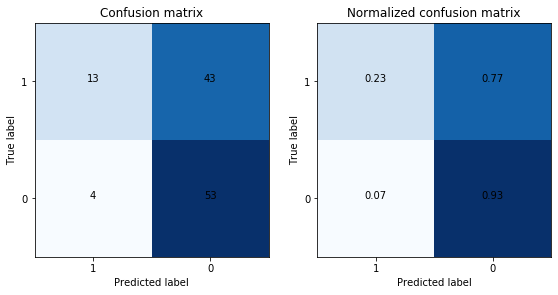 Confusion matrix
1
13
43
0
4
53
True label
1
0
Predicted label
Normalized confusion matrix
1
0.23
0.77
0
0.07
0.93
True label
1
0
Predicted label